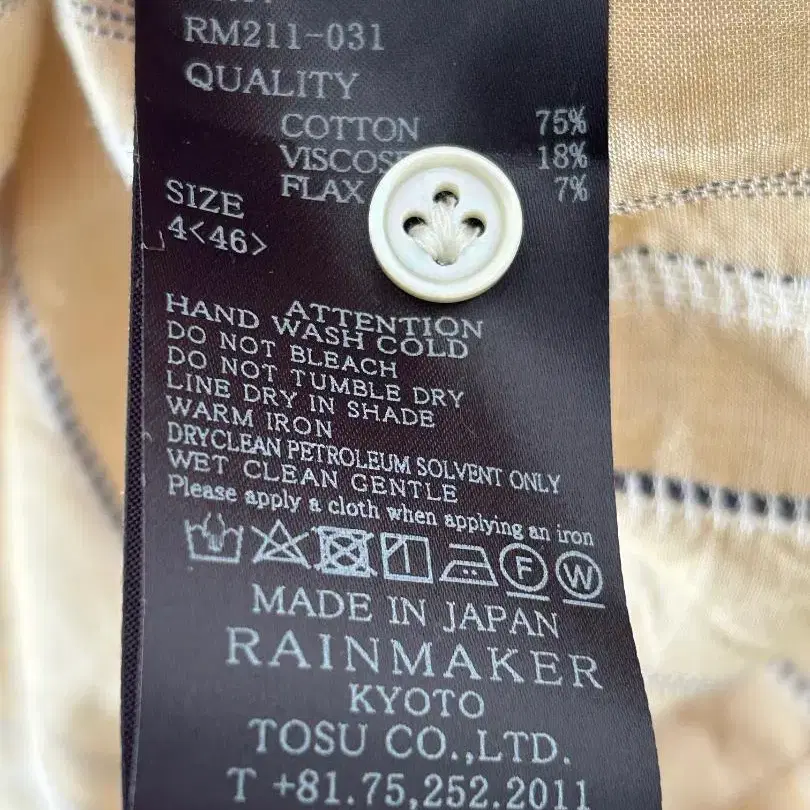 RM211-031
QUALITY
COTTON 75%
VISCOSE 18%
FLAX 7%
SIZE
4<46>
ATTENTION
HAND WASH COLD
DO NOT BLEACH
DO NOT TUMBLE DRY
LINE DRY IN SHADE
WARM IRON
DRYCLEAN PETROLEUM SOLVENT ONLY
WET CLEAN GENTLE
Please apply a cloth when applying an iron
F W
MADE IN JAPAN
RAINMAKER
KYOTO
TOSU CO.,LTD.
T +81.75,252.2011